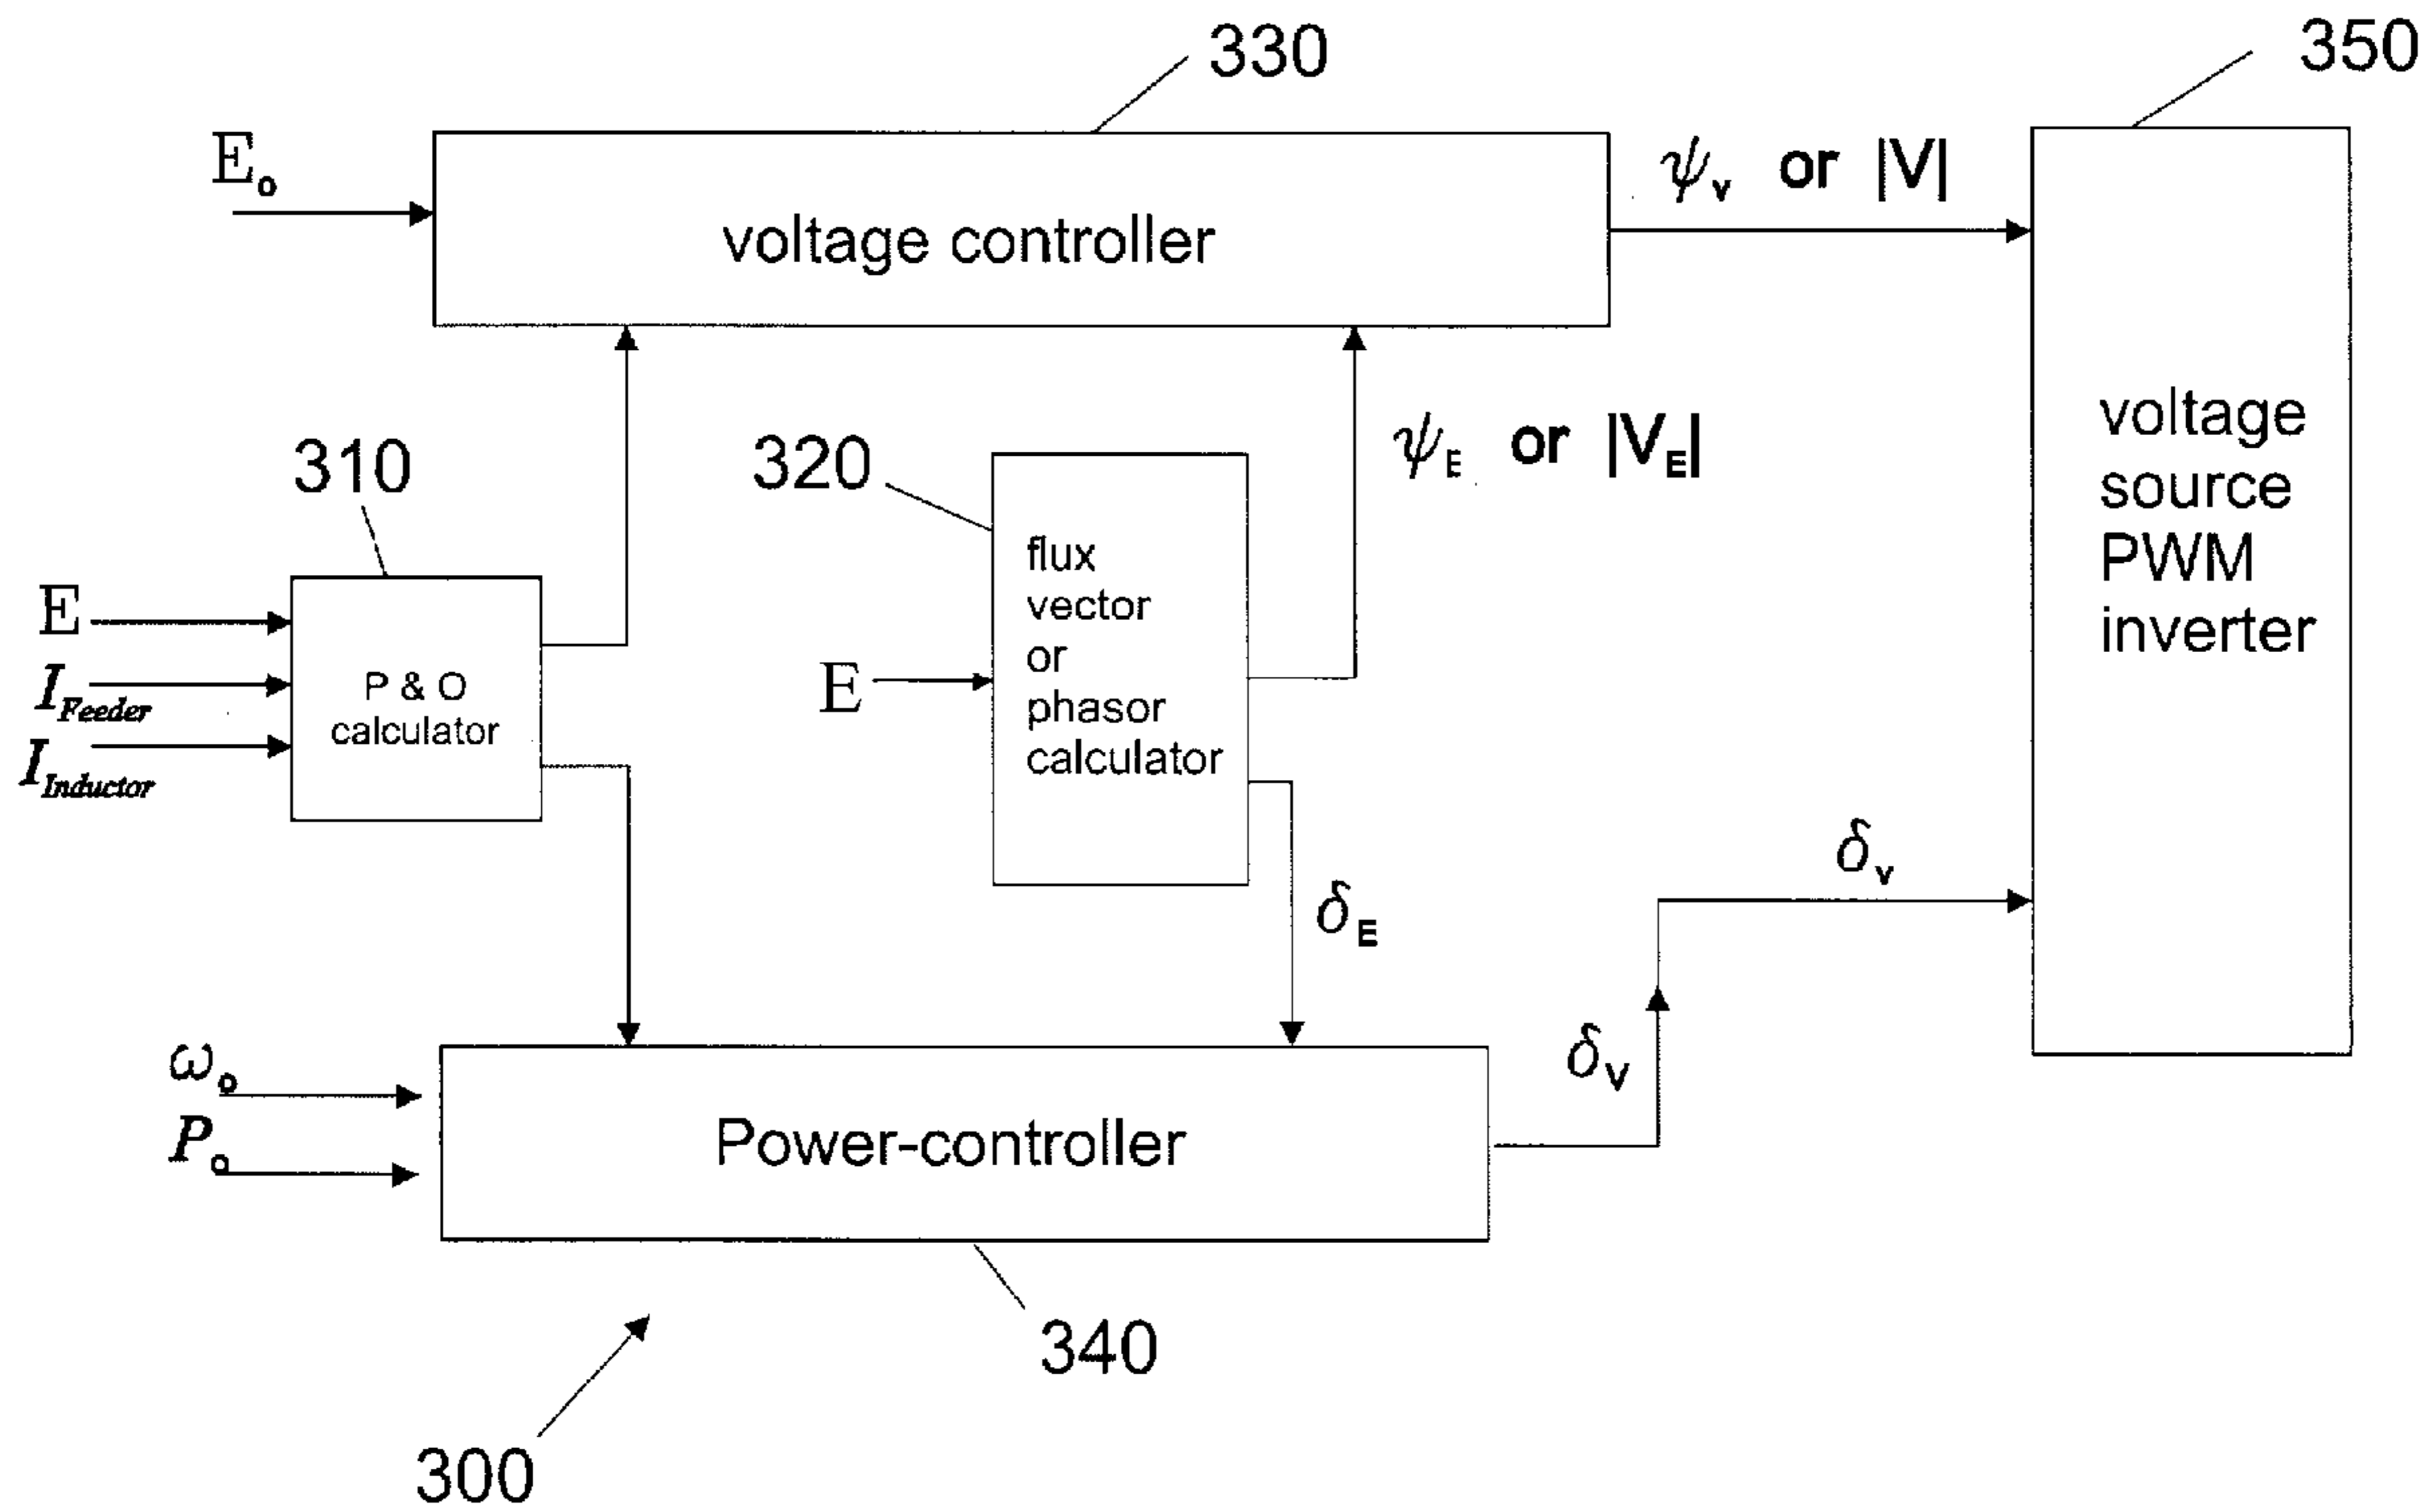 330
350
E₀
voltage controller
ψᵥ or |V|
310
320
ψ_E or |V_E|
E
I_Feeder
I_Inductor
P & O
calculator
E
flux
vector
or
phasor
calculator
voltage
source
PWM
inverter
δ_E
δᵥ
δ_V
ω₀
P₀
Power-controller
340
300